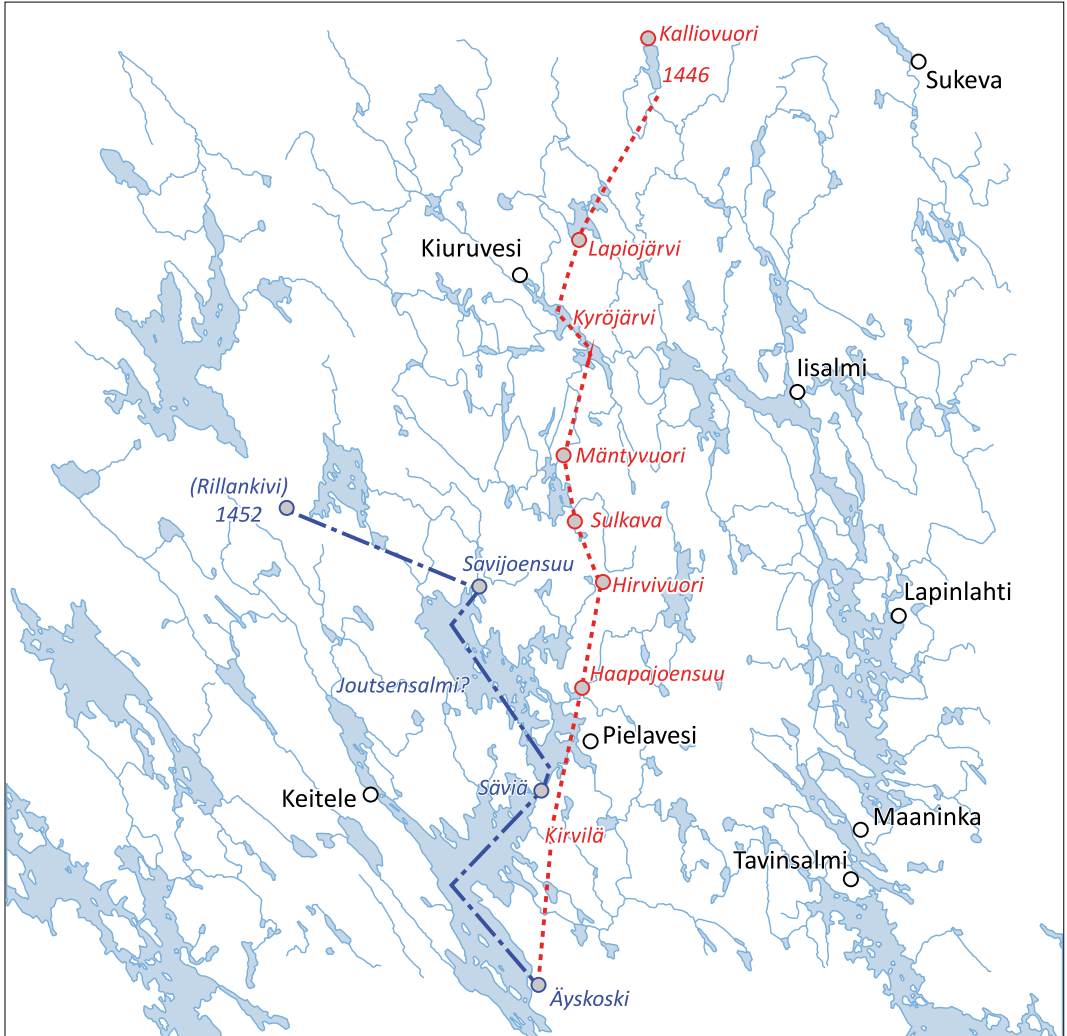 Kalliovuori
1446
Sukeva
Kiuruvesi
Lapiojärvi
Kyröjärvi
Iisalmi
Mäntyvuori
(Rillankivi)
1452
Sulkava
Savijoensuu
Hirvivuori
Lapinlahti
Haapajoensuu
Joutsensalmi?
Pielavesi
Säviä
Keitele
Maaninka
Kirvilä
Tavinsalmi
Äyskoski